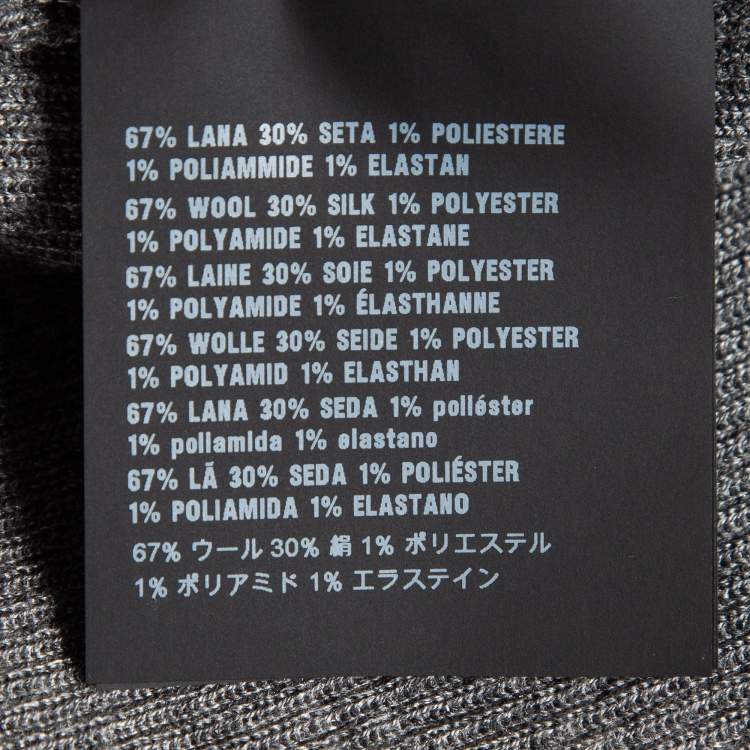 67% LANA 30% SETA 1% POLIESTERE
1% POLIAMMIDE 1% ELASTAN
67% WOOL 30% SILK 1% POLYESTER
1% POLYAMIDE 1% ELASTANE
67% LAINE 30% SOIE 1% POLYESTER
1% POLYAMIDE 1% ÉLASTHANNE
67% WOLLE 30% SEIDE 1% POLYESTER
1% POLYAMID 1% ELASTHAN
67% LANA 30% SEDA 1% poliéster
1% poliamida 1% elastano
67% LÃ 30% SEDA 1% POLIÉSTER
1% POLIAMIDA 1% ELASTANO
67% ウール 30% 絹 1% ポリエステル
1% ポリアミド 1% エラステイン